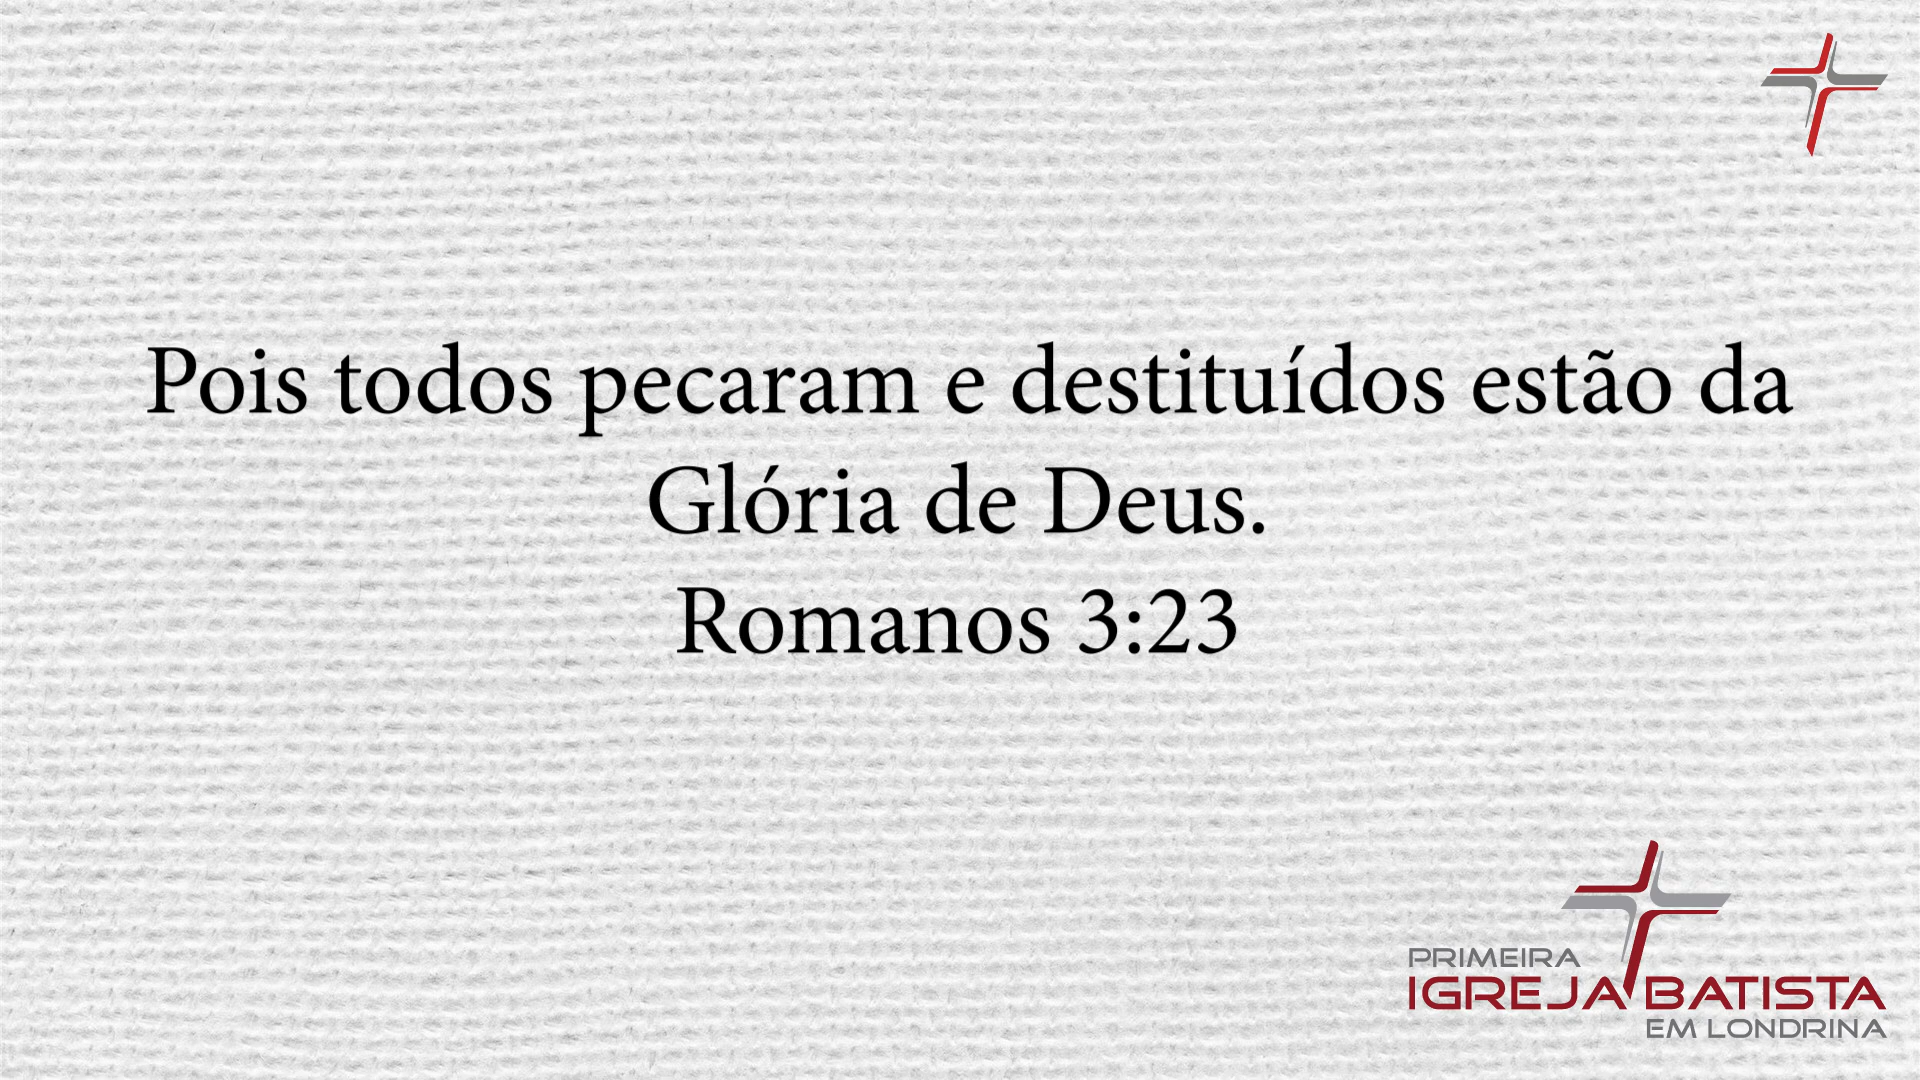 Pois todos pecaram e destituídos estão da
Glória de Deus.
Romanos 3:23
PRIMEIRA
IGREJA BATISTA
EM LONDRINA